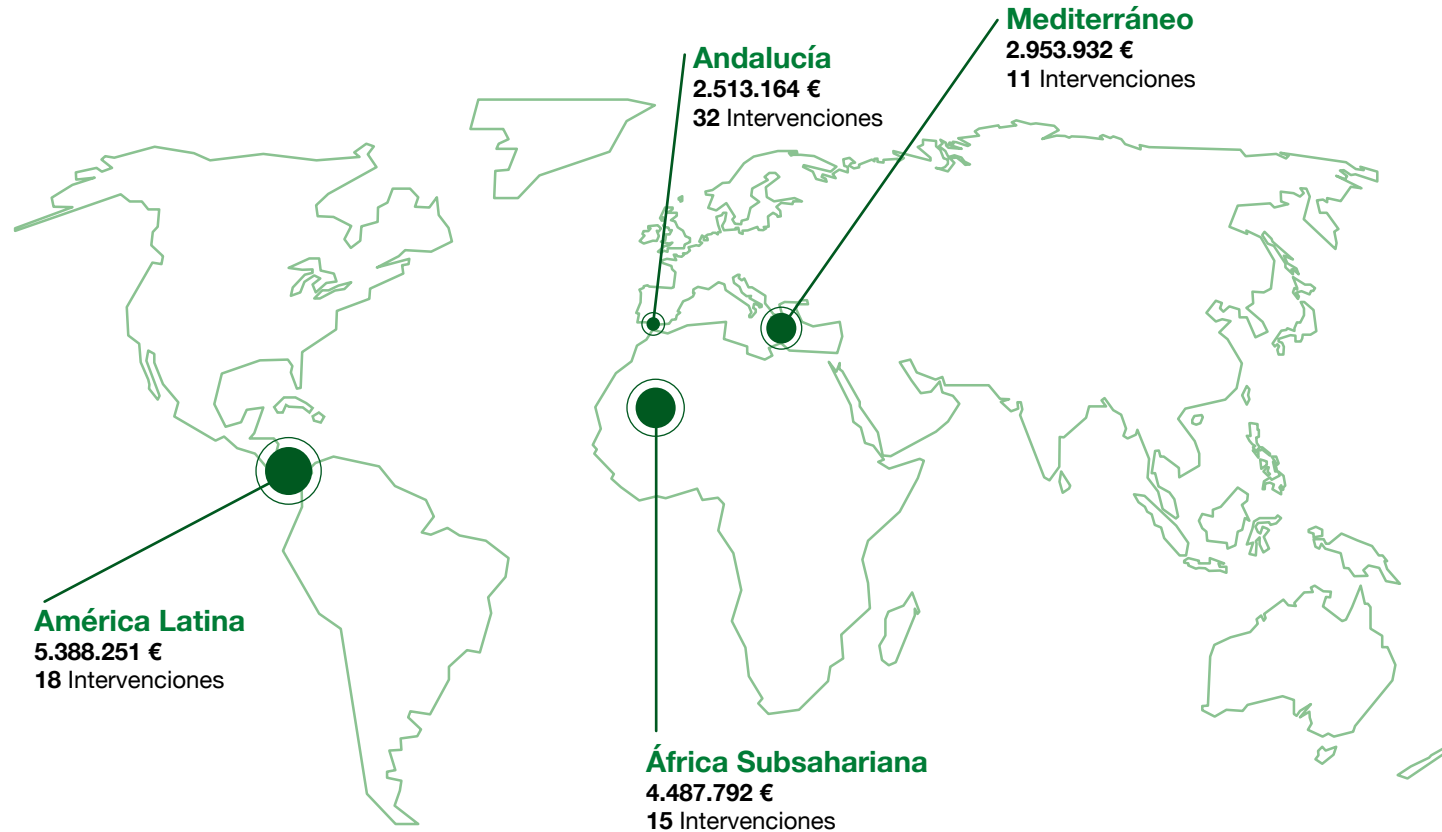 Mediterráneo
2.953.932 €
11 Intervenciones
Andalucía
2.513.164 €
32 Intervenciones
América Latina
5.388.251 €
18 Intervenciones
África Subsahariana
4.487.792 €
15 Intervenciones